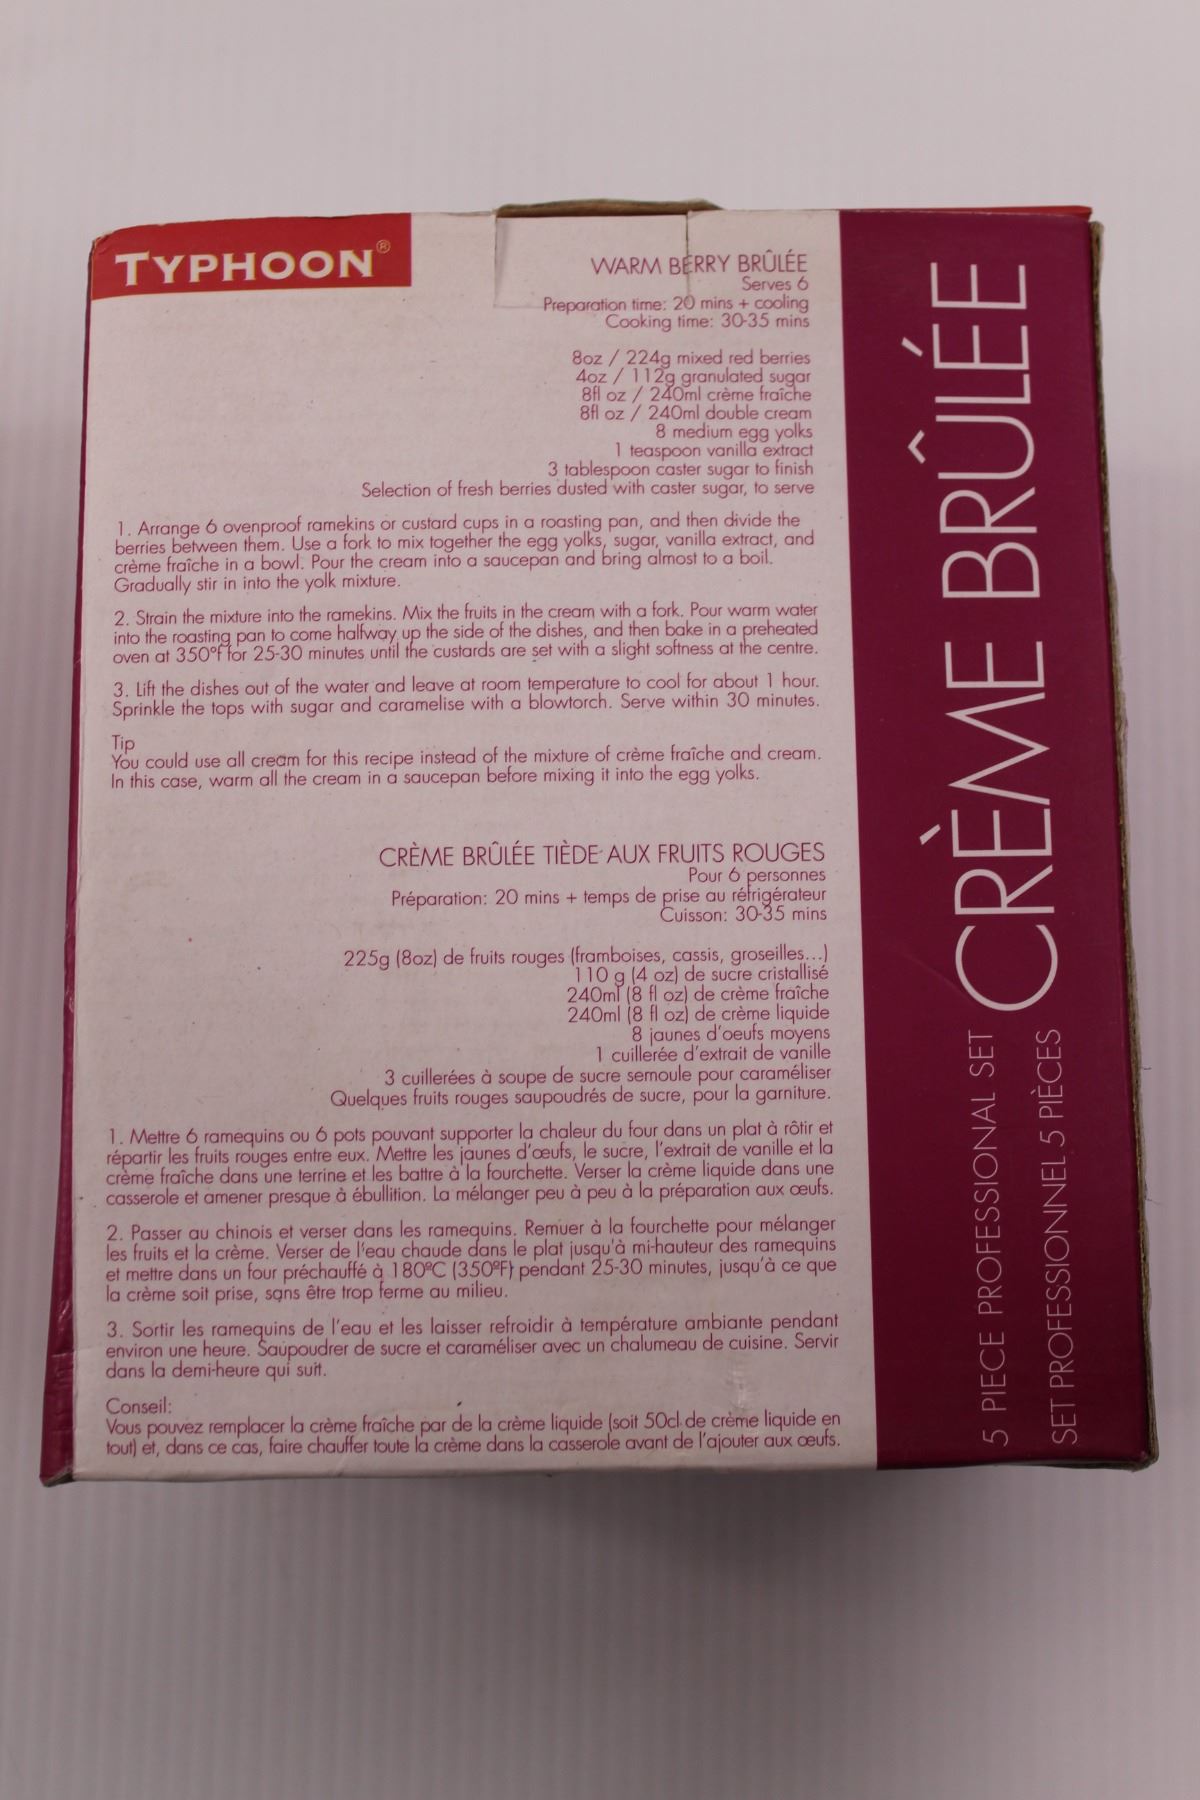 TYPHOON®
WARM BERRY BRÛLÉE
Serves 6
Preparation time: 20 mins + cooling
Cooking time: 30-35 mins
8oz / 224g mixed red berries
4oz / 112g granulated sugar
8fl oz / 240ml crème fraîche
8fl oz / 240ml double cream
8 medium egg yolks
1 teaspoon vanilla extract
3 tablespoon caster sugar to finish
Selection of fresh berries dusted with caster sugar, to serve
1. Arrange 6 ovenproof ramekins or custard cups in a roasting pan, and then divide the
berries between them. Use a fork to mix together the egg yolks, sugar, vanilla extract, and
crème fraîche in a bowl. Pour the cream into a saucepan and bring almost to a boil.
Gradually stir in into the yolk mixture.
2. Strain the mixture into the ramekins. Mix the fruits in the cream with a fork. Pour warm water
into the roasting pan to come halfway up the side of the dishes, and then bake in a preheated
oven at 350°f for 25-30 minutes until the custards are set with a slight softness at the centre.
3. Lift the dishes out of the water and leave at room temperature to cool for about 1 hour.
Sprinkle the tops with sugar and caramelise with a blowtorch. Serve within 30 minutes.
Tip
You could use all cream for this recipe instead of the mixture of crème fraîche and cream.
In this case, warm all the cream in a saucepan before mixing it into the egg yolks.
CRÈME BRÛLÉE TIÈDE AUX FRUITS ROUGES
Pour 6 personnes
Préparation: 20 mins + temps de prise au réfrigérateur
Cuisson: 30-35 mins
225g (8oz) de fruits rouges (framboises, cassis, groseilles...)
110 g (4 oz) de sucre cristallisé
240ml (8 fl oz) de crème fraîche
240ml (8 fl oz) de crème liquide
8 jaunes d'oeufs moyens
1 cuillerée d'extrait de vanille
3 cuillerées à soupe de sucre semoule pour caraméliser
Quelques fruits rouges saupoudrés de sucre, pour la garniture.
1. Mettre 6 ramequins ou 6 pots pouvant supporter la chaleur du four dans un plat à rôtir et
répartir les fruits rouges entre eux. Mettre les jaunes d'œufs, le sucre, l'extrait de vanille et la
crème fraîche dans une terrine et les battre à la fourchette. Verser la crème liquide dans une
casserole et amener presque à ébullition. La mélanger peu à peu à la préparation aux œufs.
2. Passer au chinois et verser dans les ramequins. Remuer à la fourchette pour mélanger
les fruits et la crème. Verser de l'eau chaude dans le plat jusqu'à mi-hauteur des ramequins
et mettre dans un four préchauffé à 180ºC (350ºF) pendant 25-30 minutes, jusqu'à ce que
la crème soit prise, sans être trop ferme au milieu.
3. Sortir les ramequins de l'eau et les laisser refroidir à température ambiante pendant
environ une heure. Saupoudrer de sucre et caraméliser avec un chalumeau de cuisine. Servir
dans la demi-heure qui suit.
Conseil:
Vous pouvez remplacer la crème fraîche par de la crème liquide (soit 50cl de crème liquide en
tout) et, dans ce cas, faire chauffer toute la crème dans la casserole avant de l'ajouter aux œufs.
5 PIECE PROFESSIONAL SET
SET PROFESSIONNEL 5 PIÈCES
CRÈME BRÛLÉE